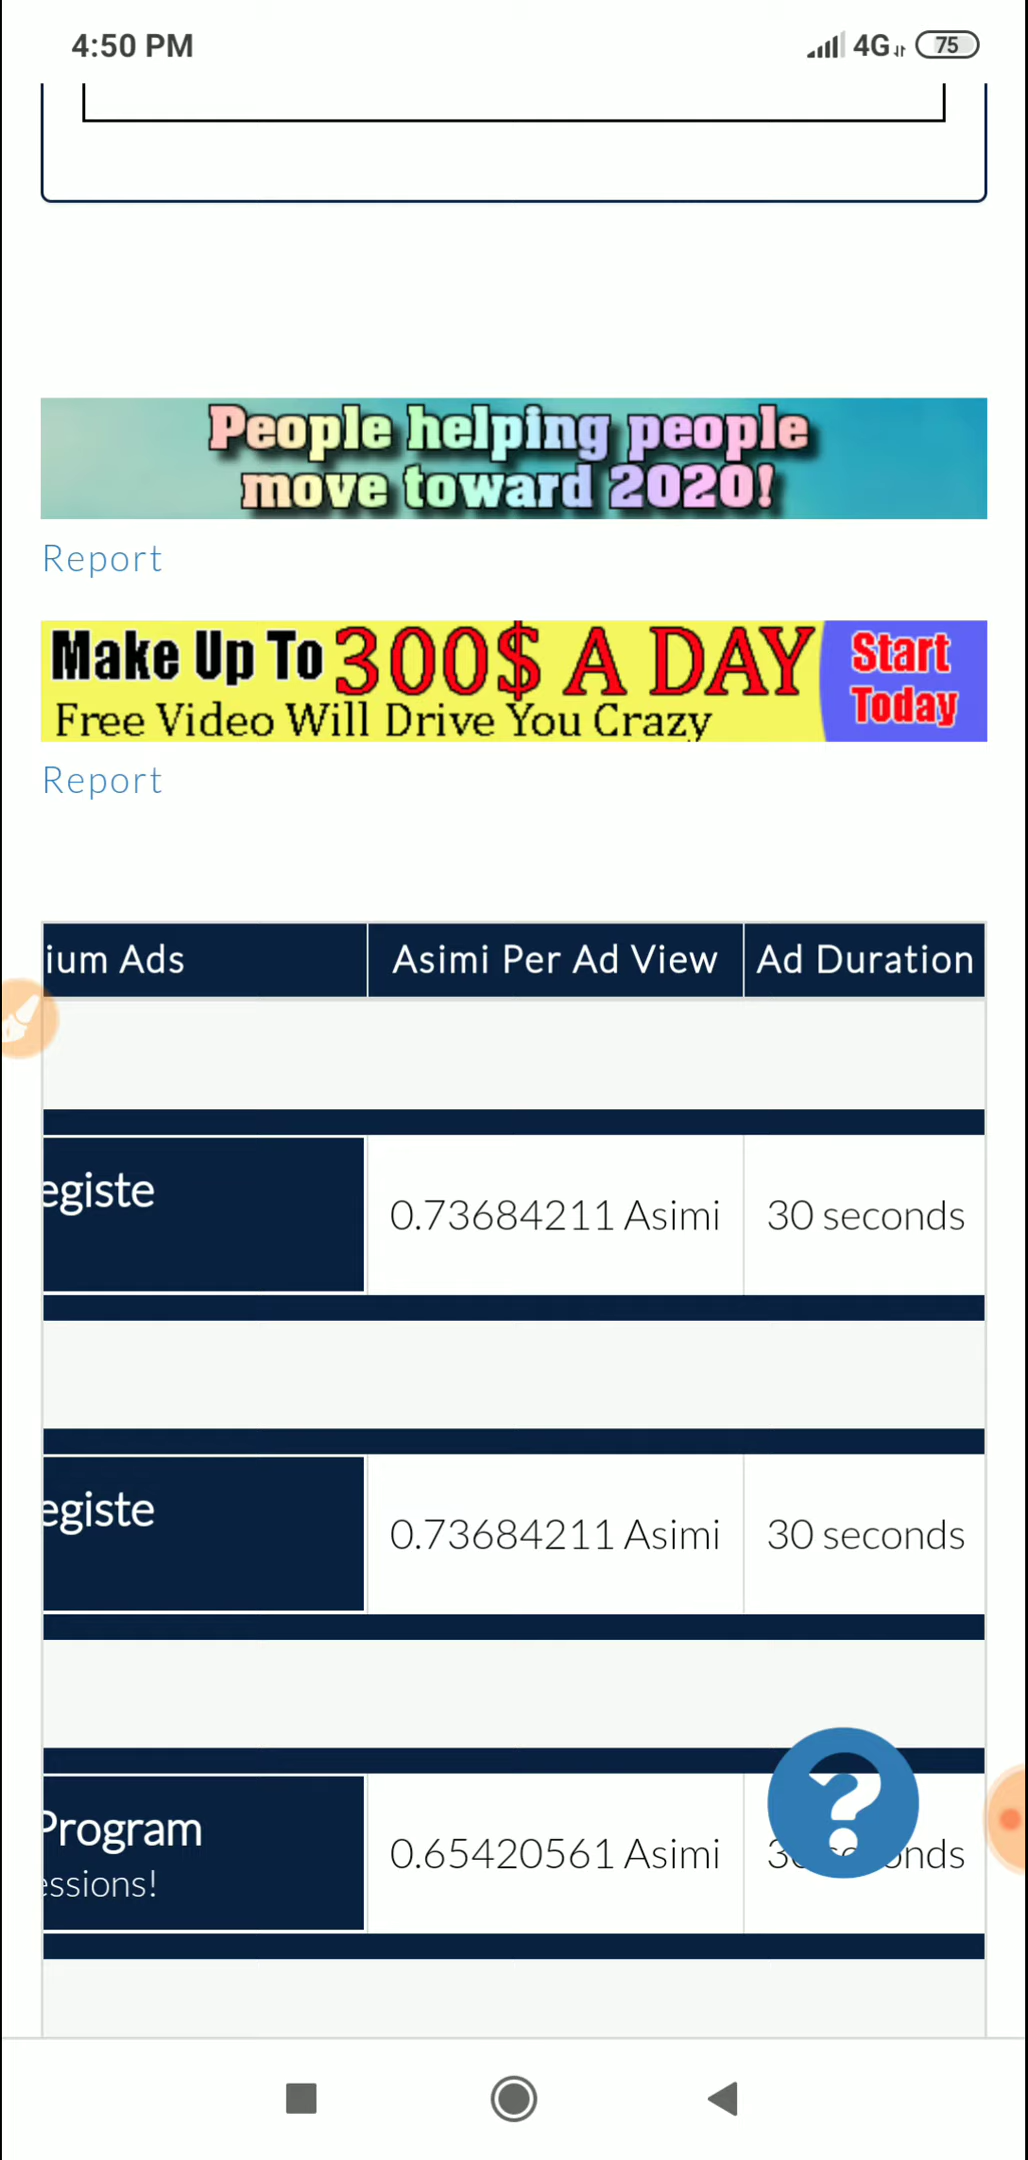 4:50 PM
4G 75
People helping people
move toward 2020!
Report
Make Up To 300$ A DAY
Free Video Will Drive You Crazy
Start
Today
Report
ium Ads Asimi Per Ad View Ad Duration
egiste
0.73684211 Asimi 30 seconds
egiste
0.73684211 Asimi 30 seconds
Program
essions!
0.65420561 Asimi